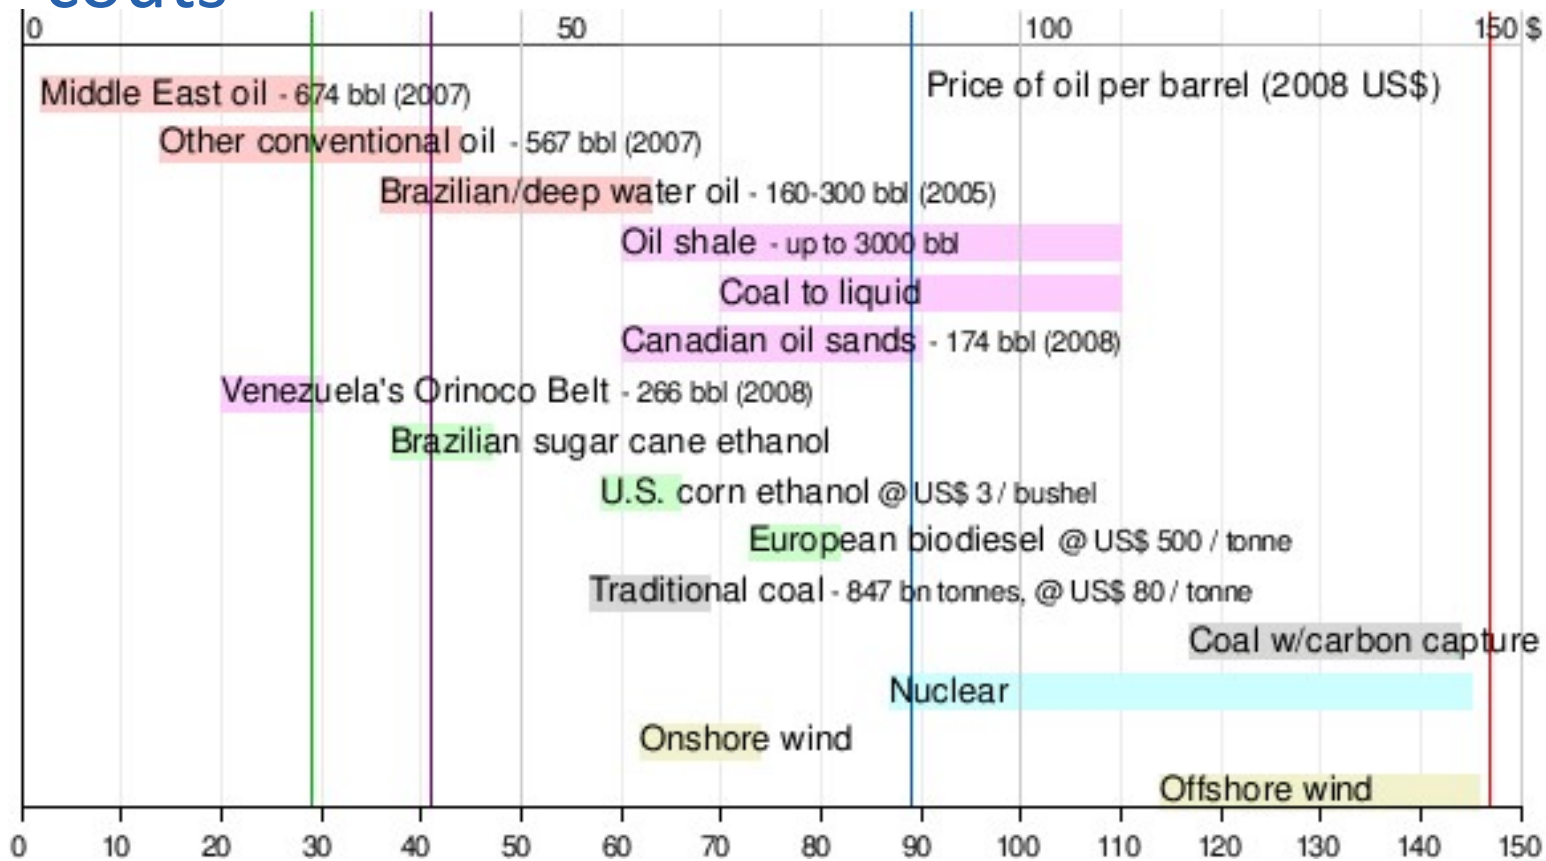 coûts
0 50 100 150 $
Middle East oil - 674 bbl (2007)
Price of oil per barrel (2008 US$)
Other conventional oil - 567 bbl (2007)
Brazilian/deep water oil - 160-300 bbl (2005)
Oil shale - up to 3000 bbl
Coal to liquid
Canadian oil sands - 174 bbl (2008)
Venezuela's Orinoco Belt - 266 bbl (2008)
Brazilian sugar cane ethanol
U.S. corn ethanol @ US$ 3 / bushel
European biodiesel @ US$ 500 / tonne
Traditional coal - 847 bn tonnes, @ US$ 80 / tonne
Coal w/carbon capture
Nuclear
Onshore wind
Offshore wind
0 10 20 30 40 50 60 70 80 90 100 110 120 130 140 150